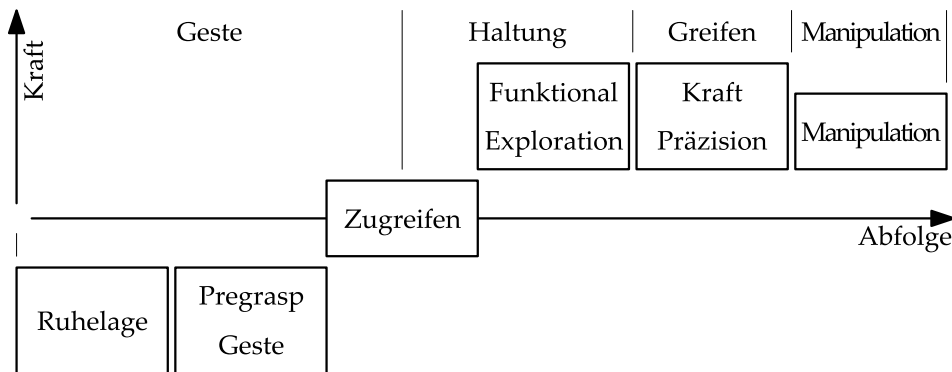 Geste
Haltung
Greifen
Manipulation
Kraft
Funktional
Exploration
Kraft
Präzision
Manipulation
Zugreifen
Abfolge
Ruhelage
Pregrasp
Geste